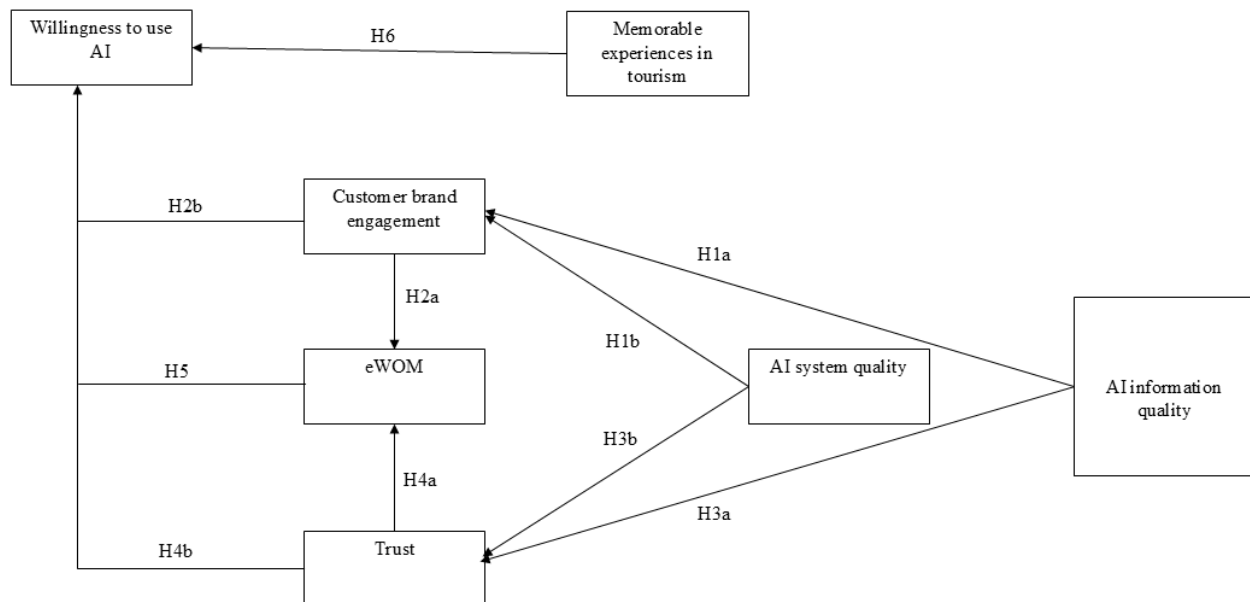 Willingness to use
AI
H6
Memorable
experiences in
tourism
H2b
Customer brand
engagement
H1a
H2a
H1b
H5
eWOM
AI system quality
AI information
quality
H3b
H4a
H3a
H4b
Trust